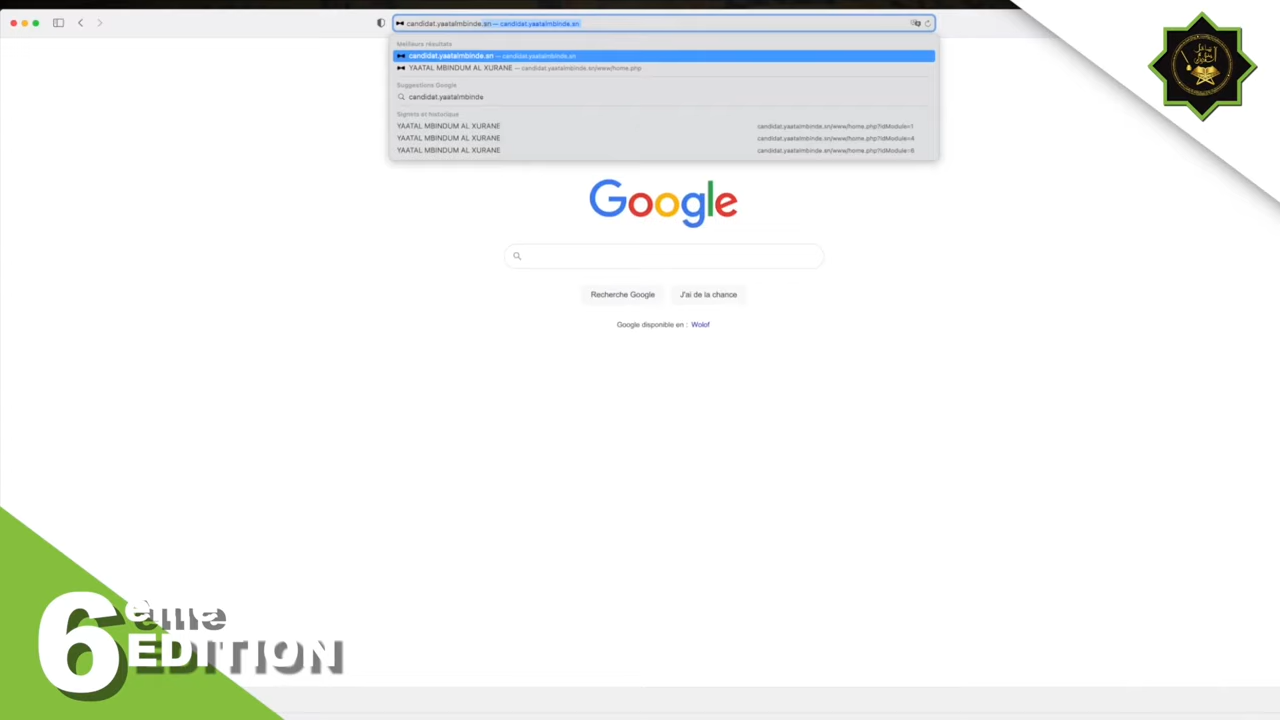 candidat.yaatalmbinde.sn — candidat.yaatalmbinde.sn
Meilleurs résultats
candidat.yaatalmbinde.sn — candidat.yaatalmbinde.sn
YAATAL MBINDUM AL XURANE — candidat.yaatalmbinde.sn/www/home.php
Suggestions Google
candidat.yaatalmbinde
Signets et historique
YAATAL MBINDUM AL XURANE candidat.yaatalmbinde.sn/www/home.php?idModule=1
YAATAL MBINDUM AL XURANE candidat.yaatalmbinde.sn/www/home.php?idModule=4
YAATAL MBINDUM AL XURANE candidat.yaatalmbinde.sn/www/home.php?idModule=6
Google
Recherche Google J'ai de la chance
Google disponible en : Wolof
6ème
EDITION